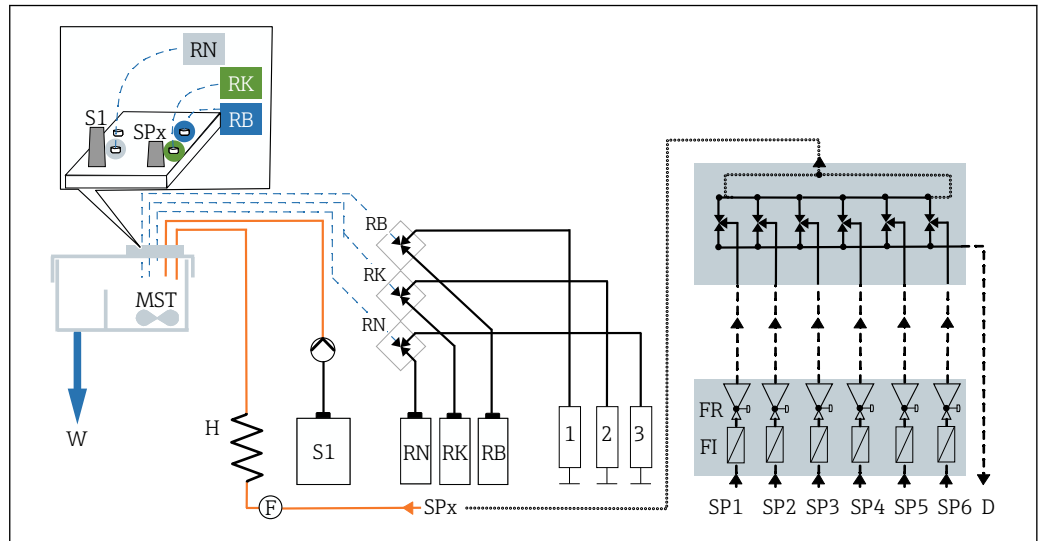 RN
RK
S1
RB
SPx
RB
RK
MST
RN
W
H
S1
RN RK RB
1 2 3
F
SPx
FR
FI
SP1 SP2 SP3 SP4 SP5 SP6 D